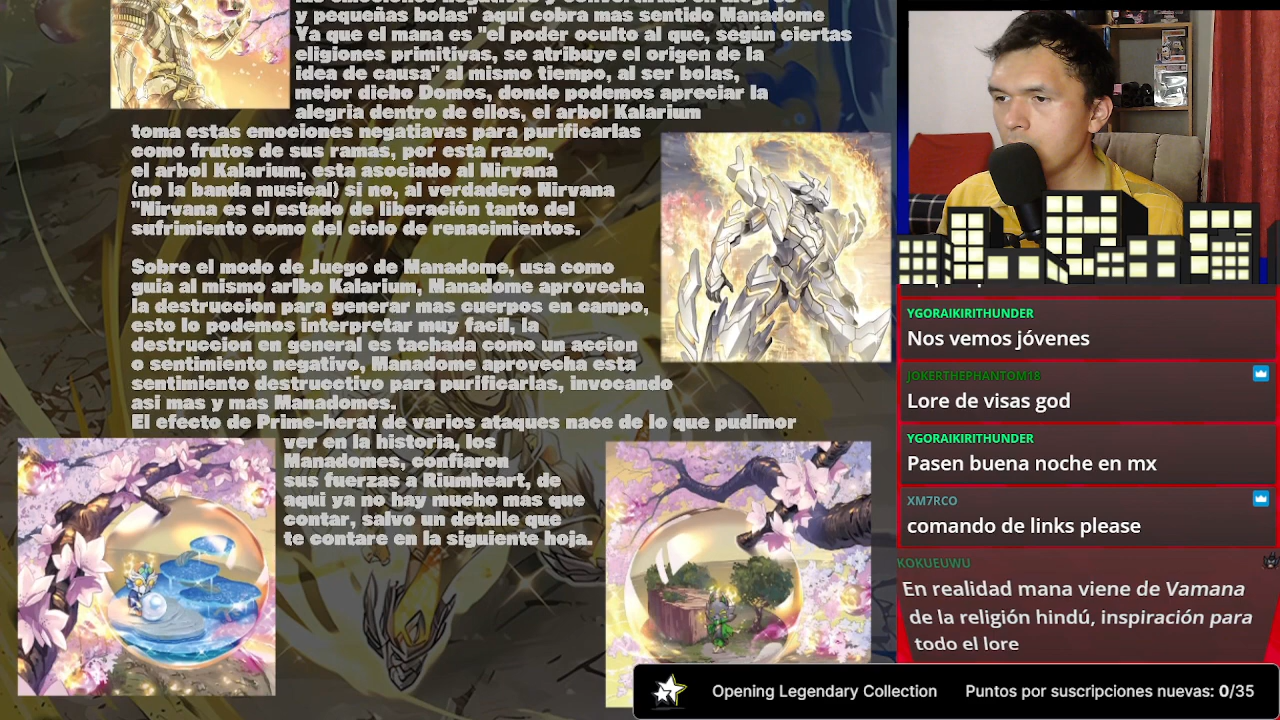 las emociones negativas y convertirlas en alegres
y pequeñas bolas" aqui cobra mas sentido Manadome
Ya que el mana es "el poder oculto al que, según ciertas
eligiones primitivas, se atribuye el origen de la
idea de causa" al mismo tiempo, al ser bolas,
mejor dicho Domos, donde podemos apreciar la
alegria dentro de ellos, el arbol Kalarium
toma estas emociones negatiavas para purificarlas
como frutos de sus ramas, por esta razon,
el arbol Kalarium, esta asociado al Nirvana
(no la banda musical) si no, al verdadero Nirvana
"Nirvana es el estado de liberación tanto del
sufrimiento como del ciclo de renacimientos.
Sobre el modo de Juego de Manadome, usa como
guia al mismo arlbo Kalarium, Manadome aprovecha
la destruccion para generar mas cuerpos en campo,
esto lo podemos interpretar muy facil, la
destruccion en general es tachada como un accion
o sentimiento negativo, Manadome aprovecha esta
sentimiento destrucctivo para purificarlas, invocando
asi mas y mas Manadomes.
El efecto de Prime-herat de varios ataques nace de lo que pudimor
ver en la historia, los
Manadomes, confiaron
sus fuerzas a Riumheart, de
aqui ya no hay mucho mas que
contar, salvo un detalle que
te contare en la siguiente hoja.
YGORAIKIRITHUNDER
Nos vemos jóvenes
JOKERTHEPHANTOM18
Lore de visas god
YGORAIKIRITHUNDER
Pasen buena noche en mx
XM7RCO
comando de links please
KOKUEUWU
En realidad mana viene de Vamana
de la religión hindú, inspiración para
todo el lore
Opening Legendary Collection Puntos por suscripciones nuevas: 0/35